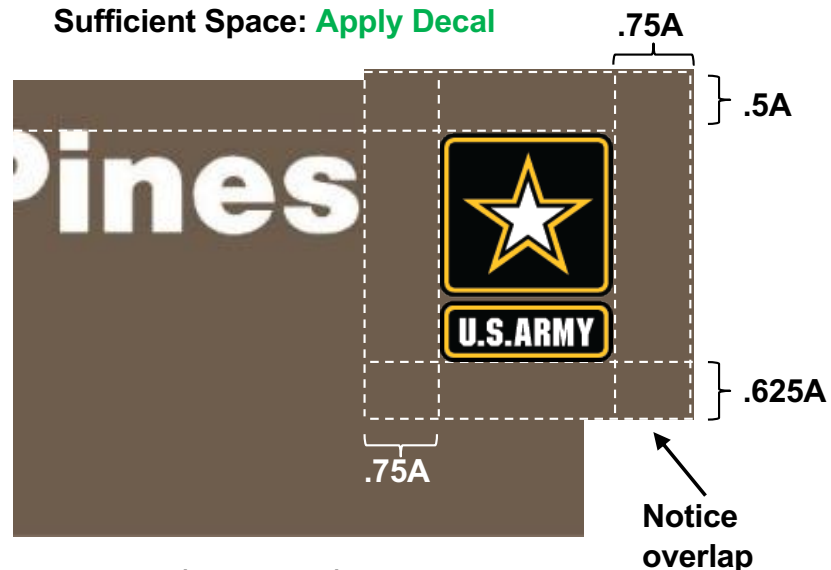 Sufficient Space: Apply Decal
.75A
.5A
Pines
U.S.ARMY
.625A
.75A
Notice
overlap